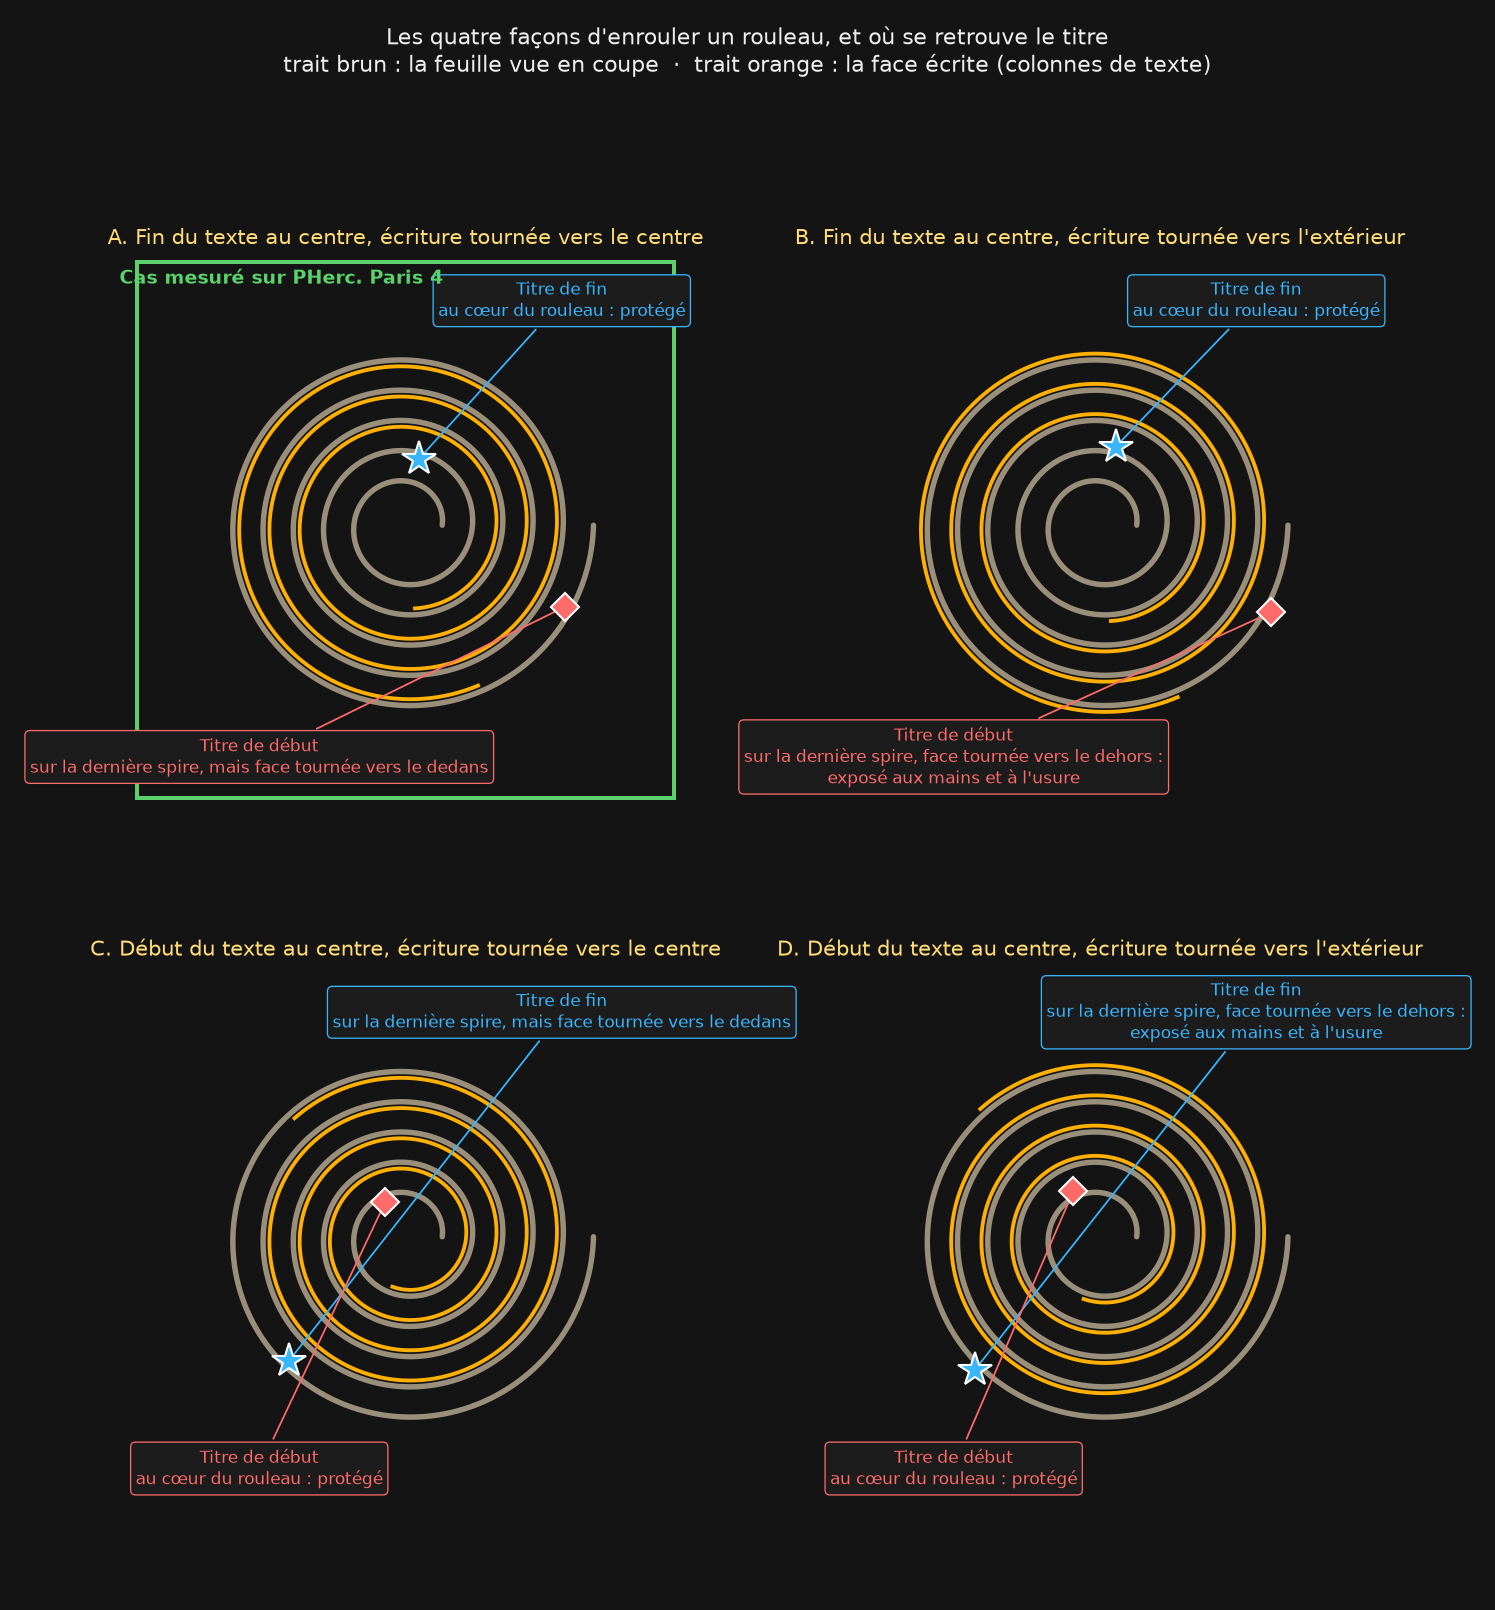 Les quatre façons d'enrouler un rouleau, et où se retrouve le titre
trait brun : la feuille vue en coupe · trait orange : la face écrite (colonnes de texte)
A. Fin du texte au centre, écriture tournée vers le centre
Cas mesuré sur PHerc. Paris 4
Titre de fin
au cœur du rouleau : protégé
Titre de début
sur la dernière spire, mais face tournée vers le dedans
B. Fin du texte au centre, écriture tournée vers l'extérieur
Titre de fin
au cœur du rouleau : protégé
Titre de début
sur la dernière spire, face tournée vers le dehors :
exposé aux mains et à l'usure
C. Début du texte au centre, écriture tournée vers le centre
Titre de fin
sur la dernière spire, mais face tournée vers le dedans
Titre de début
au cœur du rouleau : protégé
D. Début du texte au centre, écriture tournée vers l'extérieur
Titre de fin
sur la dernière spire, face tournée vers le dehors :
exposé aux mains et à l'usure
Titre de début
au cœur du rouleau : protégé